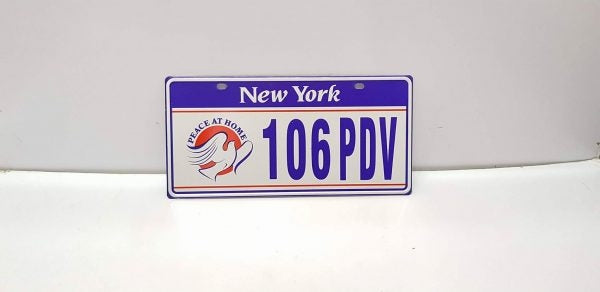 New York
PEACE AT HOME
106 PDV